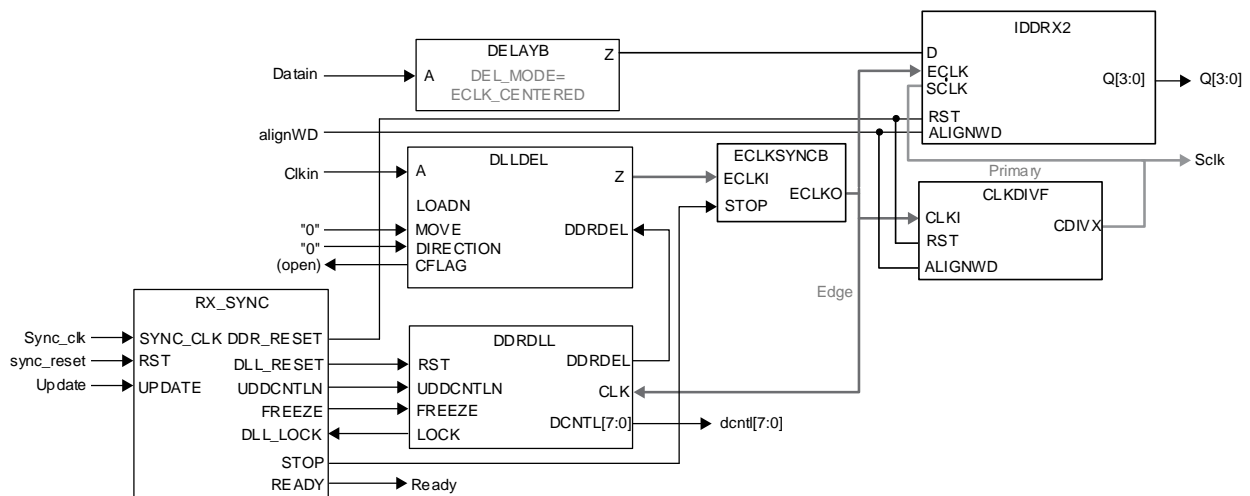 IDDRX2
D
ECLK
SCLK
RST
ALIGNWD
Q[3:0]
Q[3:0]
DELAYB
Z
A
DEL_MODE=
ECLK_CENTERED
Datain
alignWD
Clkin
DLLDEL
A
Z
LOADN
MOVE
DIRECTION
CFLAG
DDRDEL
"0"
"0"
(open)
ECLKSYNCB
ECLKI
ECLKO
STOP
Primary
Sclk
CLKDIVF
CLKI
CDIVX
RST
ALIGNWD
Edge
RX_SYNC
Sync_clk
SYNC_CLK DDR_RESET
sync_reset
RST
DLL_RESET
Update
UPDATE
UDDCNTLN
FREEZE
DLL_LOCK
STOP
READY
Ready
DDRDLL
DDRDEL
RST
CLK
UDDCNTLN
FREEZE
DCNTL[7:0]
LOCK
dcntl[7:0]